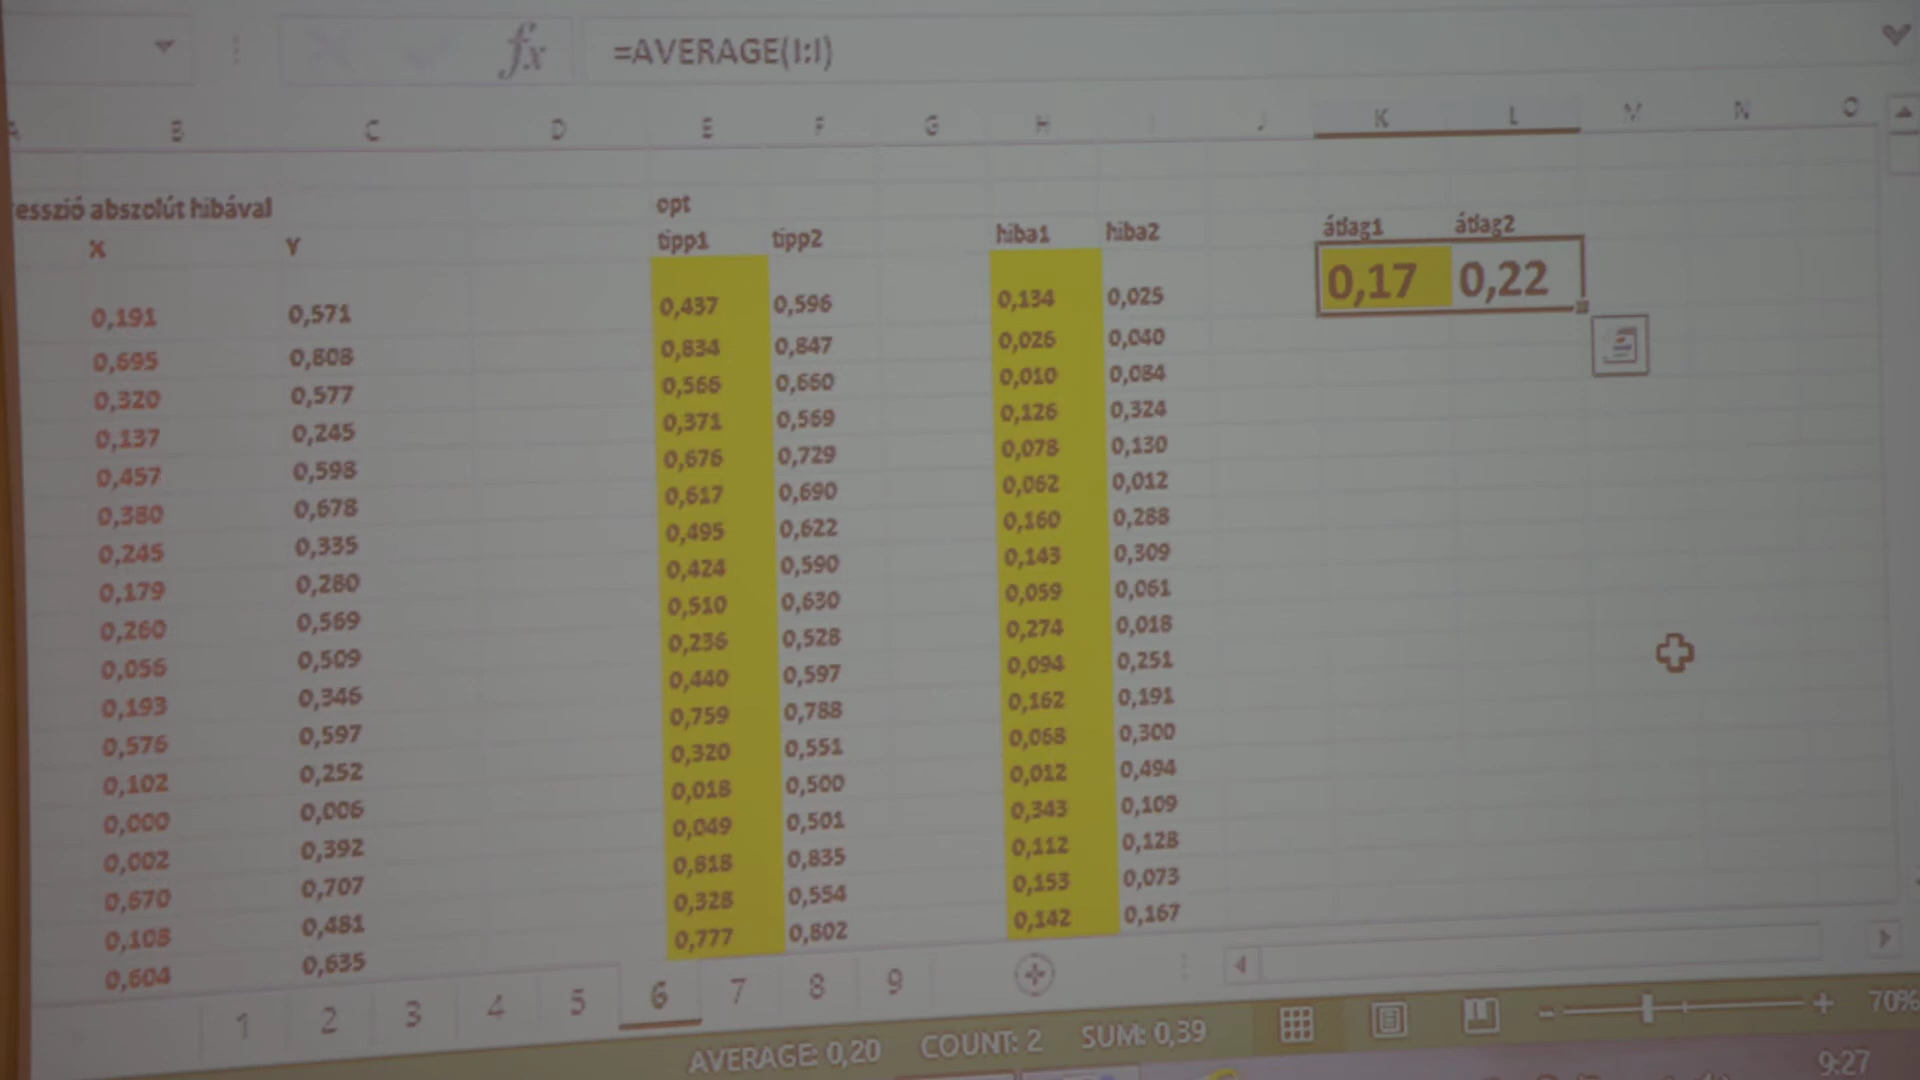 fx =AVERAGE(I:I)
A B C D E F G H I J K L M N O
esszió abszolút hibával opt
X Y tipp1 tipp2 hiba1 hiba2 átlag1 átlag2
0,191 0,571 0,437 0,596 0,134 0,025 0,17 0,22
0,695 0,808 0,834 0,847 0,026 0,040
0,320 0,577 0,566 0,660 0,010 0,084
0,137 0,245 0,371 0,569 0,126 0,324
0,457 0,598 0,676 0,729 0,078 0,130
0,380 0,678 0,617 0,690 0,062 0,012
0,245 0,335 0,495 0,622 0,160 0,288
0,179 0,280 0,424 0,590 0,143 0,309
0,260 0,569 0,510 0,630 0,059 0,061
0,056 0,509 0,236 0,528 0,274 0,018
0,193 0,346 0,440 0,597 0,094 0,251
0,576 0,597 0,759 0,788 0,162 0,191
0,102 0,252 0,320 0,551 0,068 0,300
0,000 0,006 0,018 0,500 0,012 0,494
0,002 0,392 0,049 0,501 0,343 0,109
0,670 0,707 0,818 0,835 0,112 0,128
0,108 0,481 0,328 0,554 0,153 0,073
0,604 0,635 0,777 0,802 0,142 0,167
1 2 3 4 5 6 7 8 9
AVERAGE: 0,20 COUNT: 2 SUM: 0,39 70%
9:27